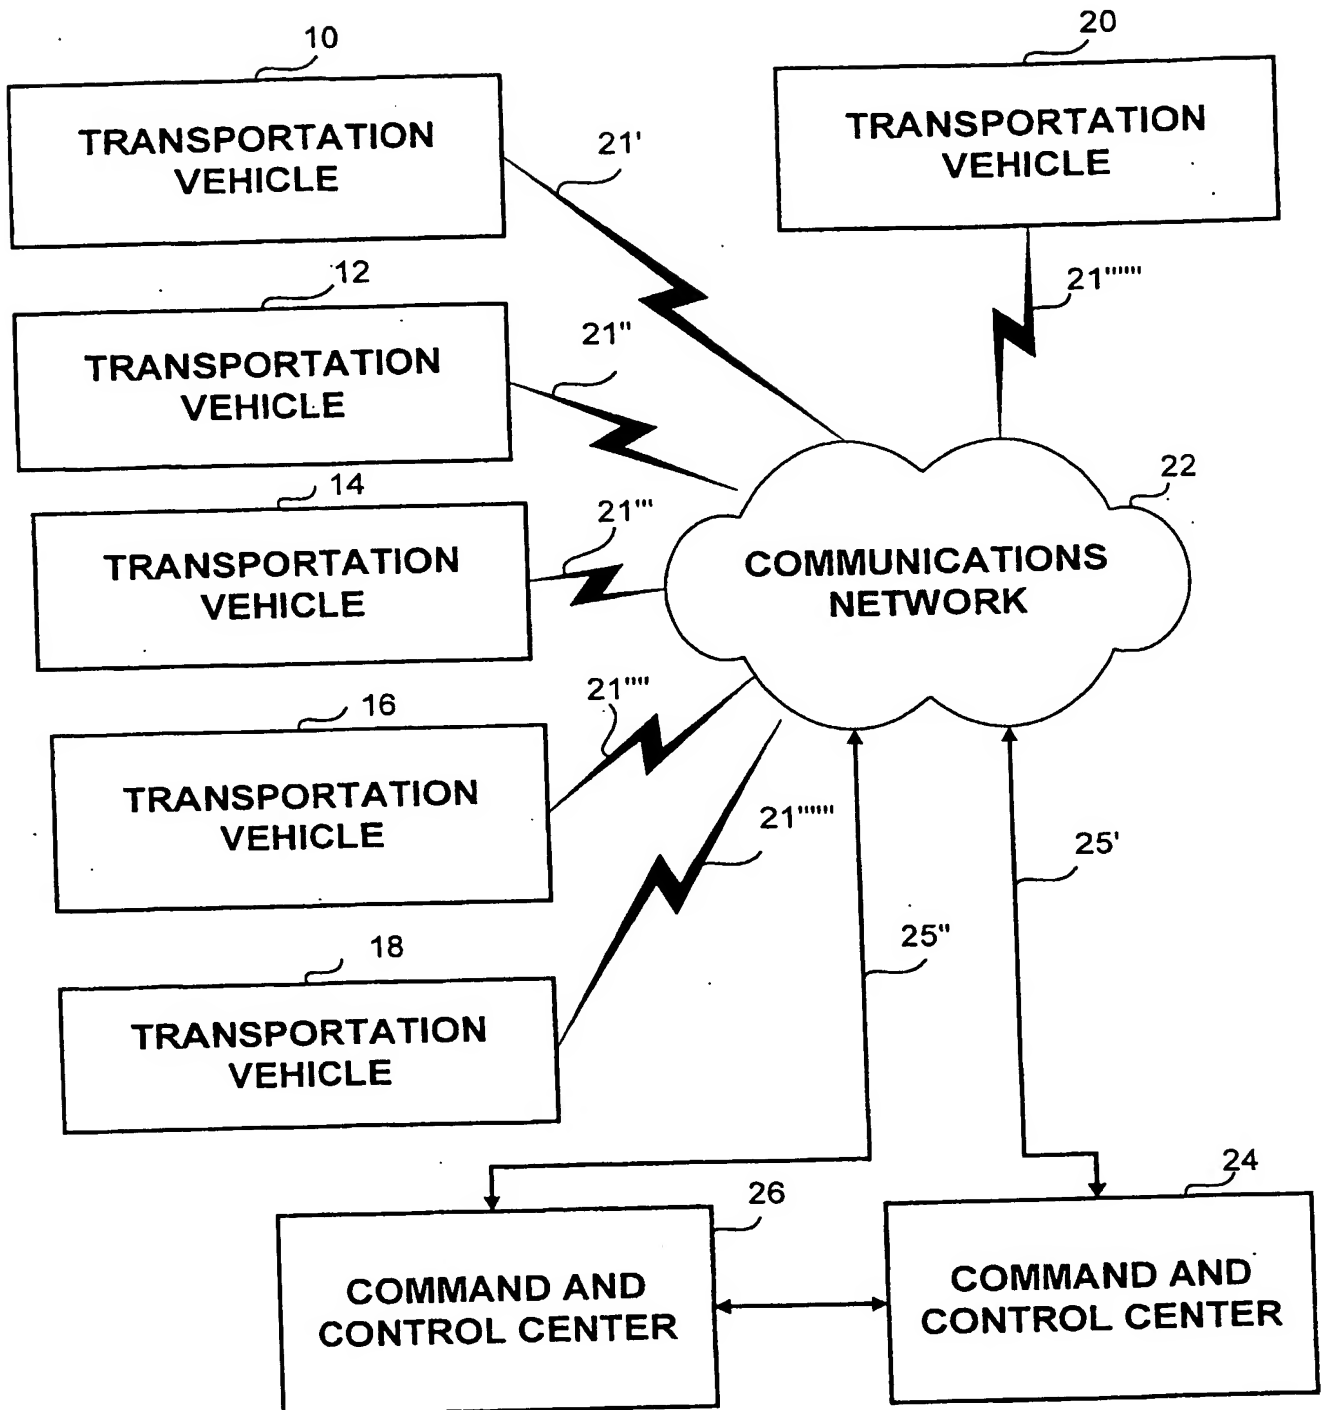 10
TRANSPORTATION
VEHICLE
20
TRANSPORTATION
VEHICLE
21'
12
TRANSPORTATION
VEHICLE
21"
21""""
14
TRANSPORTATION
VEHICLE
21'"
22
COMMUNICATIONS
NETWORK
16
TRANSPORTATION
VEHICLE
21""
21""""
25'
18
TRANSPORTATION
VEHICLE
25"
26
COMMAND AND
CONTROL CENTER
24
COMMAND AND
CONTROL CENTER